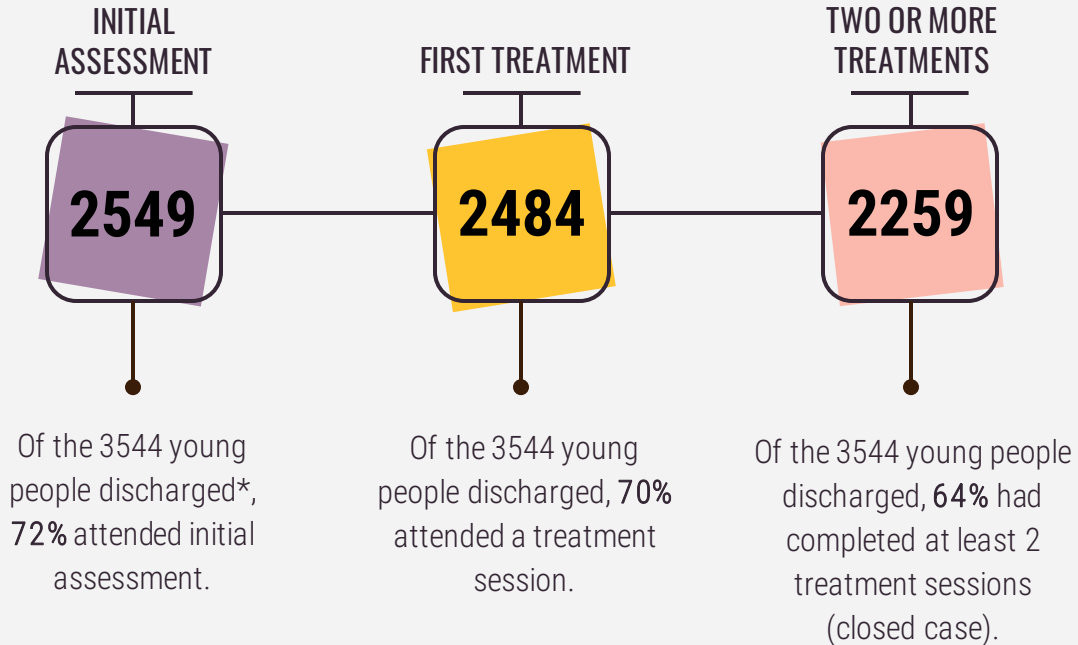 INITIAL
ASSESSMENT
2549
Of the 3544 young
people discharged*,
72% attended initial
assessment.
FIRST TREATMENT
2484
Of the 3544 young
people discharged, 70%
attended a treatment
session.
TWO OR MORE
TREATMENTS
2259
Of the 3544 young people
discharged, 64% had
completed at least 2
treatment sessions
(closed case).